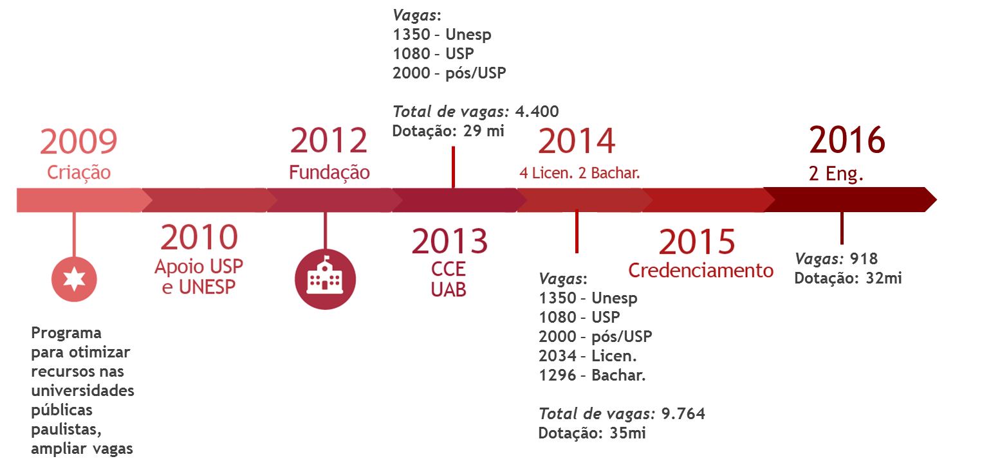 Vagas:
1350 – Unesp
1080 – USP
2000 – pós/USP
Total de vagas: 4.400
Dotação: 29 mi
2009
Criação
2012
Fundação
2014
4 Licen. 2 Bachar.
2016
2 Eng.
2010
Apoio USP
e UNESP
2013
CCE
UAB
2015
Credenciamento
Programa
para otimizar
recursos nas
universidades
públicas
paulistas,
ampliar vagas
Vagas:
1350 – Unesp
1080 – USP
2000 – pós/USP
2034 – Licen.
1296 – Bachar.
Total de vagas: 9.764
Dotação: 35mi
Vagas: 918
Dotação: 32mi